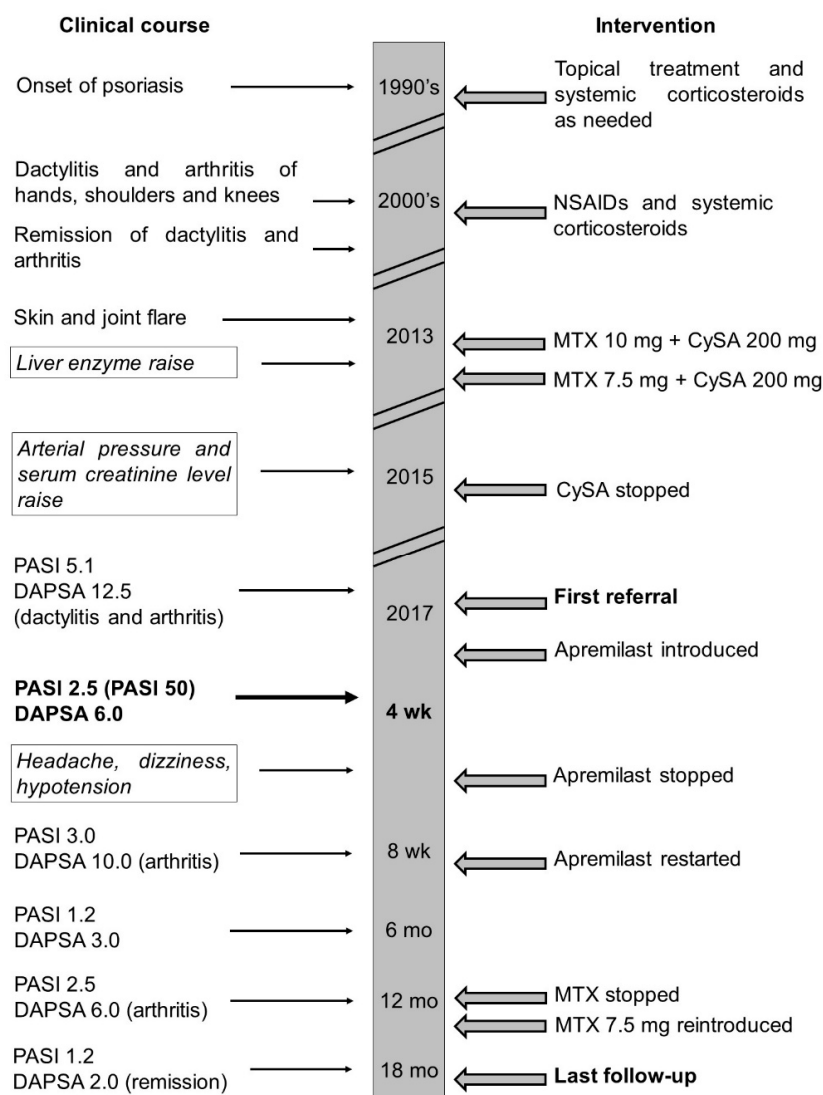 Clinical course
Intervention
Onset of psoriasis
1990's
Topical treatment and
systemic corticosteroids
as needed
Dactylitis and arthritis of
hands, shoulders and knees
2000's
NSAIDs and systemic
corticosteroids
Remission of dactylitis and
arthritis
Skin and joint flare
2013
MTX 10 mg + CySA 200 mg
Liver enzyme raise
MTX 7.5 mg + CySA 200 mg
Arterial pressure and
serum creatinine level
raise
2015
CySA stopped
PASI 5.1
DAPSA 12.5
(dactylitis and arthritis)
2017
First referral
Apremilast introduced
PASI 2.5 (PASI 50)
DAPSA 6.0
4 wk
Headache, dizziness,
hypotension
Apremilast stopped
PASI 3.0
DAPSA 10.0 (arthritis)
8 wk
Apremilast restarted
PASI 1.2
DAPSA 3.0
6 mo
PASI 2.5
DAPSA 6.0 (arthritis)
12 mo
MTX stopped
MTX 7.5 mg reintroduced
PASI 1.2
DAPSA 2.0 (remission)
18 mo
Last follow-up